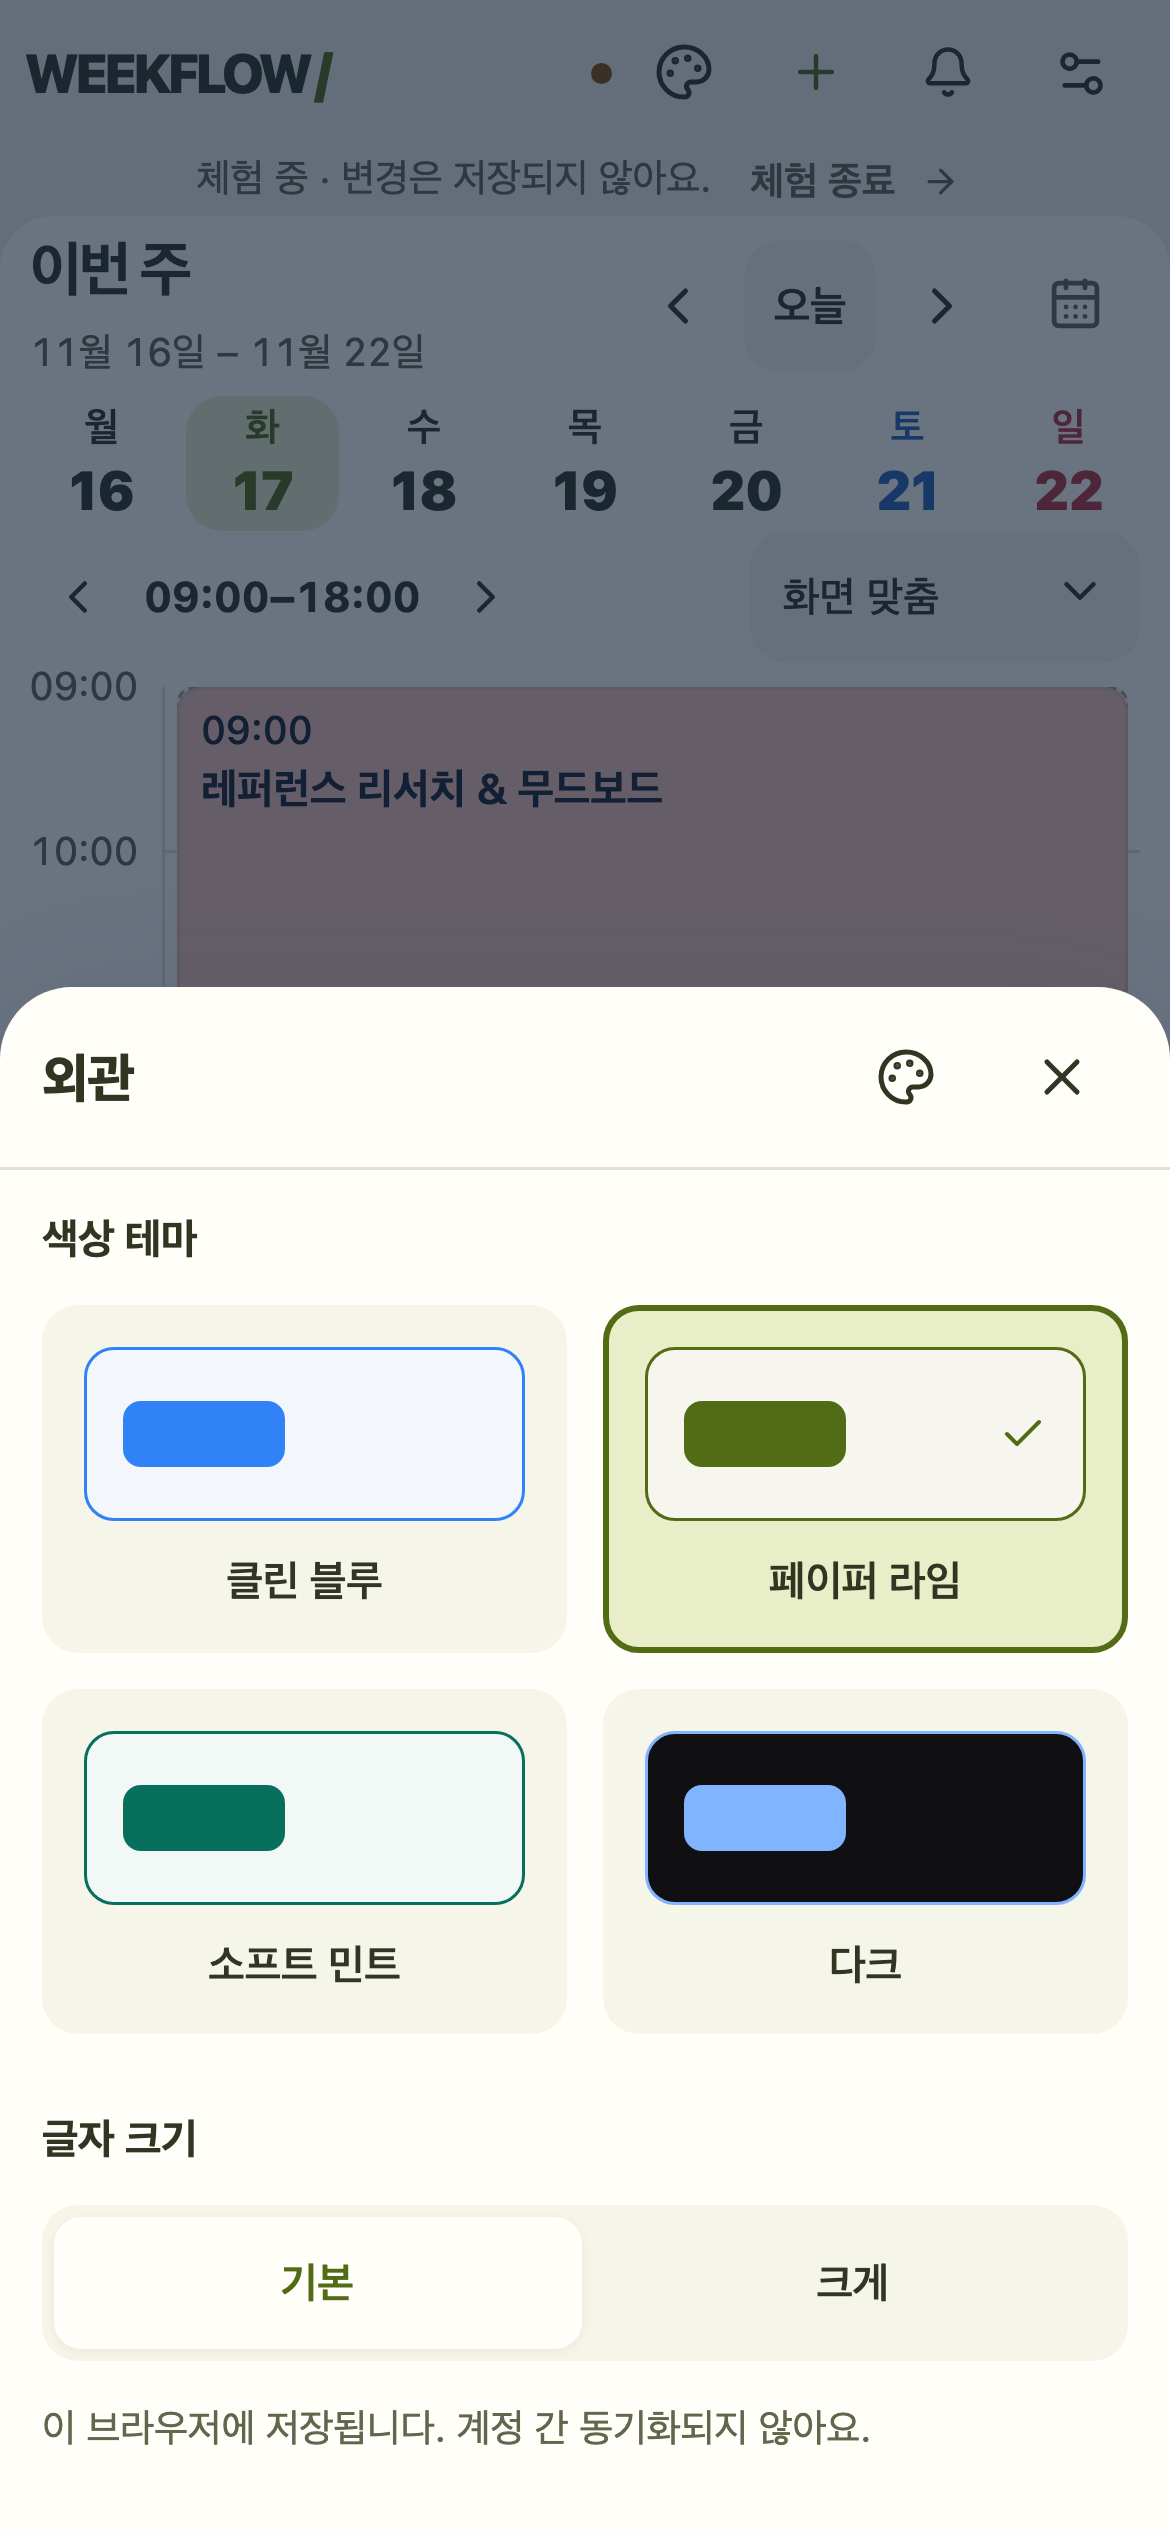 WEEKFLOW/
체험 중 · 변경은 저장되지 않아요. 체험 종료 →
이번 주
오늘
11월 16일 – 11월 22일
월 화 수 목 금 토 일
16 17 18 19 20 21 22
09:00–18:00
화면 맞춤
09:00
09:00
레퍼런스 리서치 & 무드보드
10:00
외관
색상 테마
클린 블루
페이퍼 라임
소프트 민트
다크
글자 크기
기본
크게
이 브라우저에 저장됩니다. 계정 간 동기화되지 않아요.